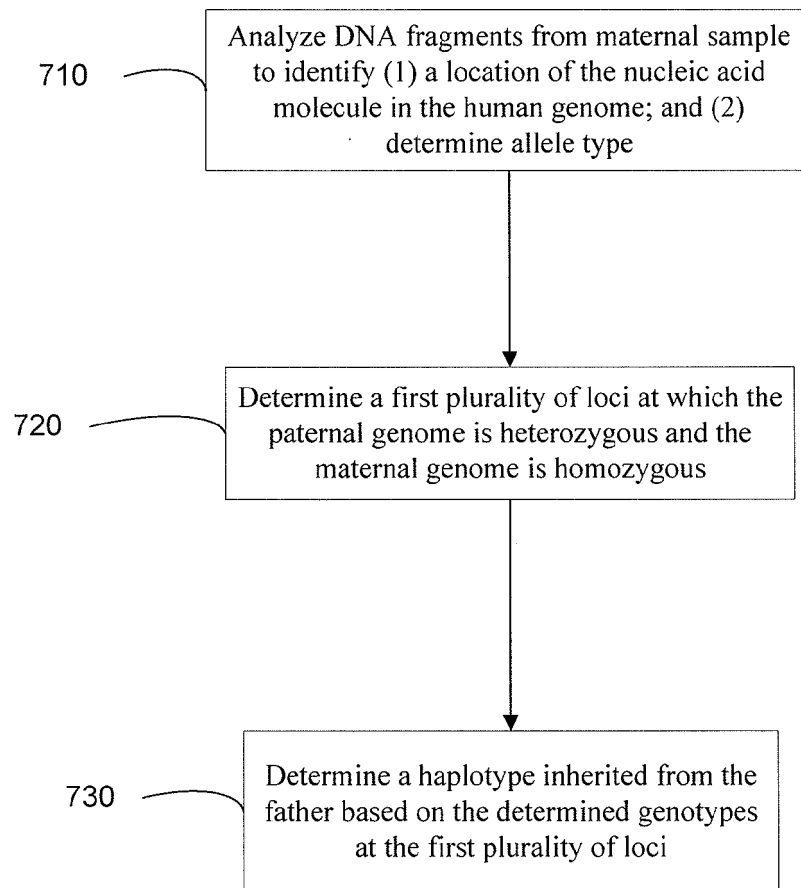 710
Analyze DNA fragments from maternal sample
to identify (1) a location of the nucleic acid
molecule in the human genome; and (2)
determine allele type
720
Determine a first plurality of loci at which the
paternal genome is heterozygous and the
maternal genome is homozygous
730
Determine a haplotype inherited from the
father based on the determined genotypes
at the first plurality of loci